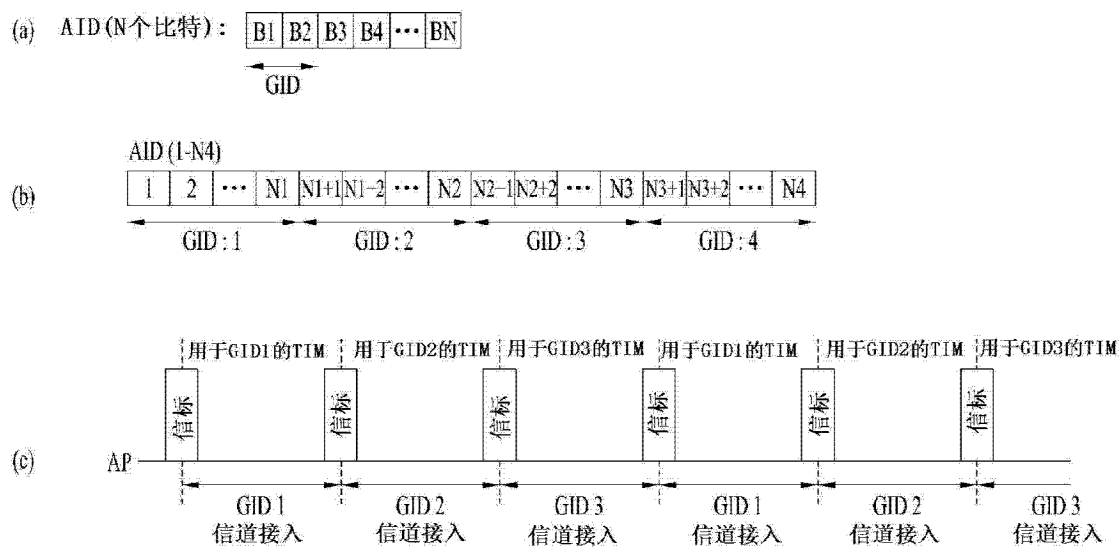 (a) AID(N个比特): B1 B2 B3 B4 ··· BN
GID
AID(1-N4)
(b) 1 2 ··· N1 N1+1 N1-2 ··· N2 N2-1 N2+2 ··· N3 N3+1 N3+2 ··· N4
GID:1 GID:2 GID:3 GID:4
用于GID1的TIM 用于GID2的TIM 用于GID3的TIM 用于GID1的TIM 用于GID2的TIM 用于GID3的TIM
信标 信标 信标 信标 信标 信标
(c) AP
GID 1 GID 2 GID 3 GID 1 GID 2 GID 3
信道接入 信道接入 信道接入 信道接入 信道接入 信道接入